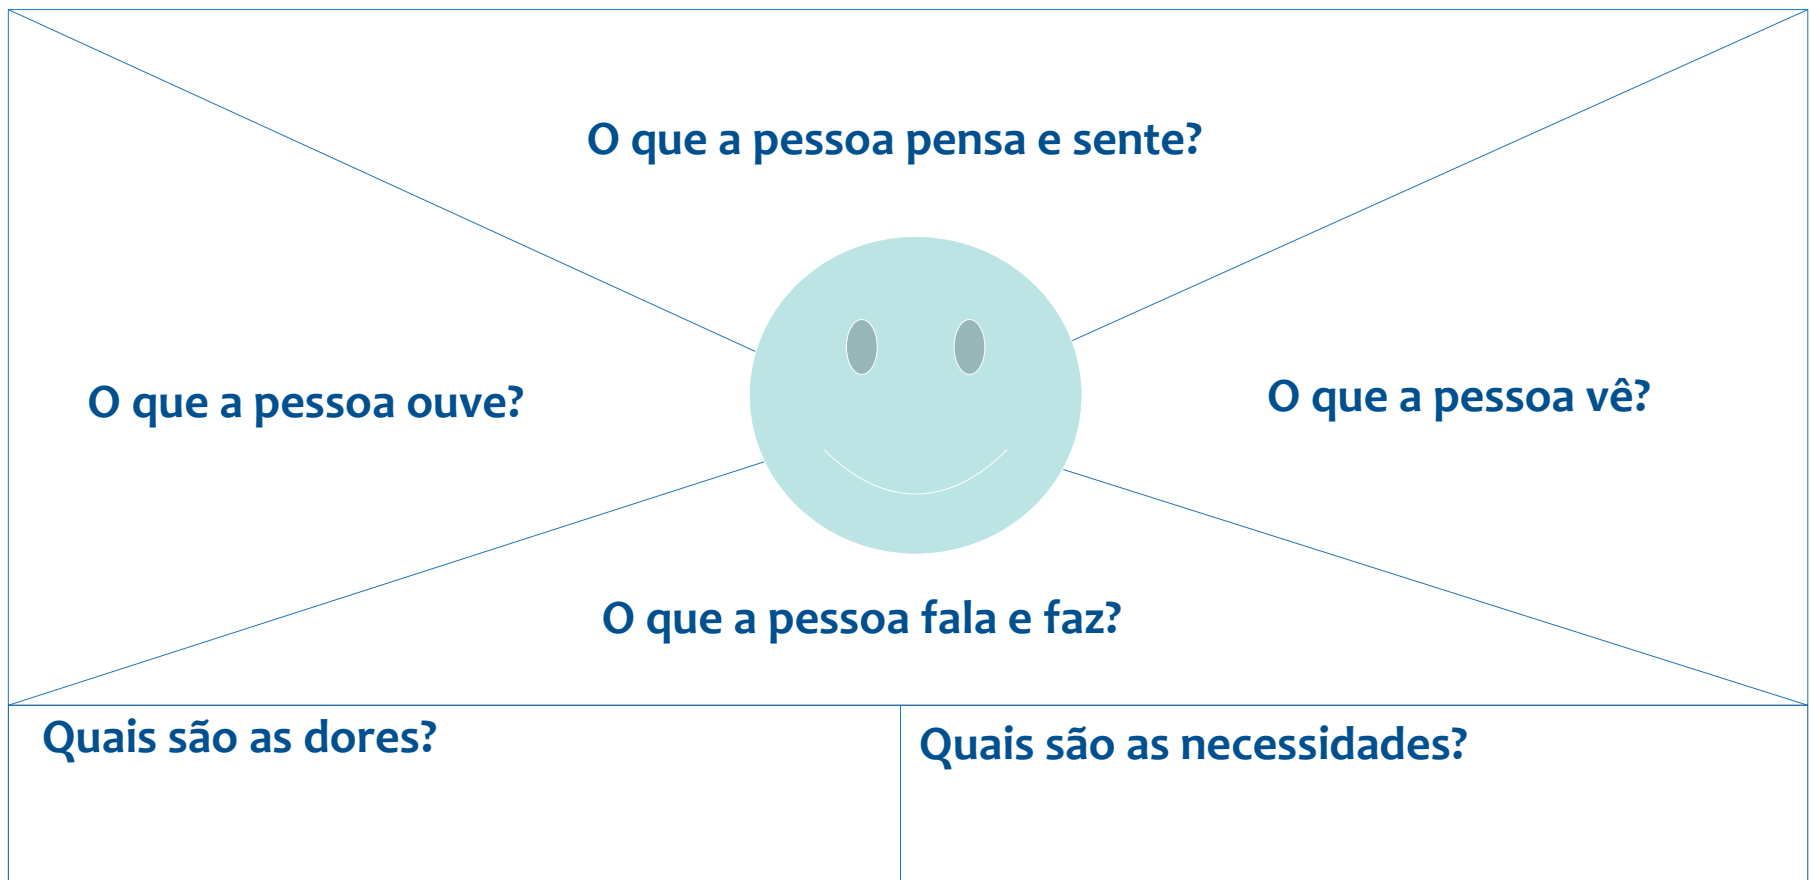 O que a pessoa pensa e sente?
O que a pessoa ouve?
O que a pessoa vê?
O que a pessoa fala e faz?
Quais são as dores?
Quais são as necessidades?